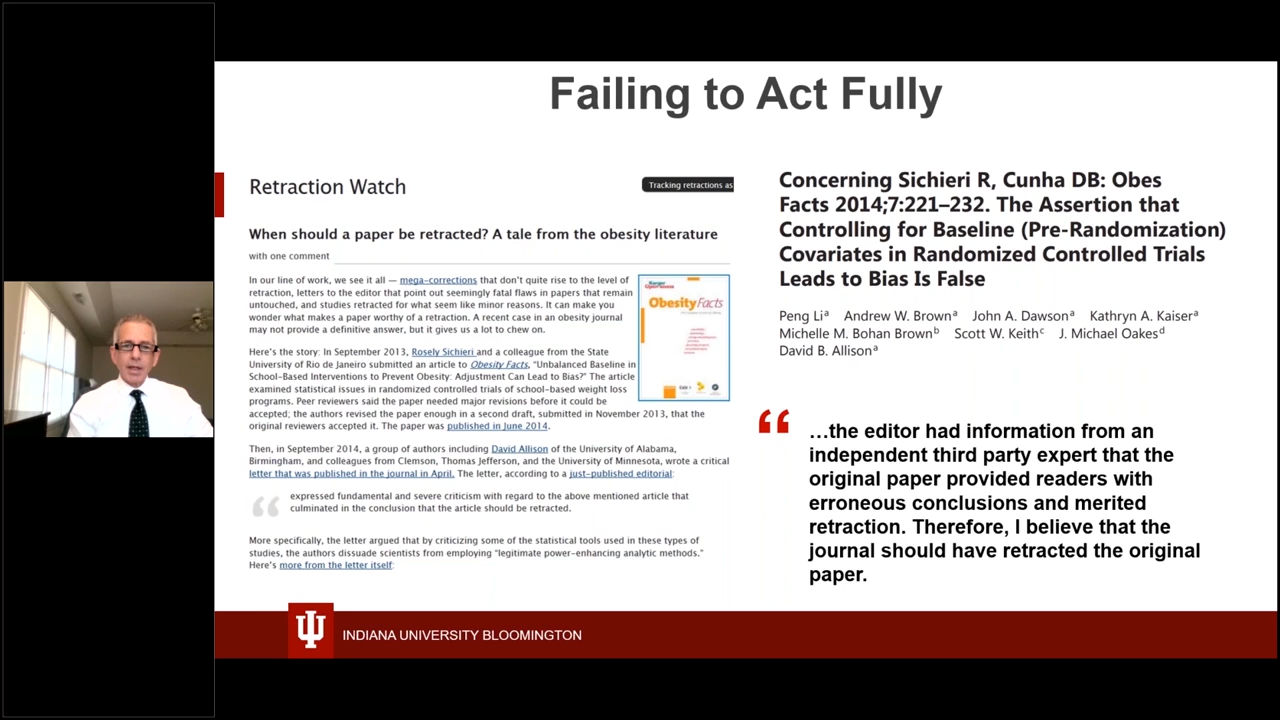 Failing to Act Fully
Retraction Watch
Tracking retractions as
When should a paper be retracted? A tale from the obesity literature
with one comment
In our line of work, we see it all — mega-corrections that don't quite rise to the level of
retraction, letters to the editor that point out seemingly fatal flaws in papers that remain
untouched, and studies retracted for what seem like minor reasons. It can make you
wonder what makes a paper worthy of a retraction. A recent case in an obesity journal
may not provide a definitive answer, but it gives us a lot to chew on.
Here's the story: In September 2013, Rosely Sichieri and a colleague from the State
University of Rio de Janeiro submitted an article to Obesity Facts, "Unbalanced Baseline in
School-Based Interventions to Prevent Obesity: Adjustment Can Lead to Bias?" The article
examined statistical issues in randomized controlled trials of school-based weight loss
programs. Peer reviewers said the paper needed major revisions before it could be
accepted; the authors revised the paper enough in a second draft, submitted in November 2013, that the
original reviewers accepted it. The paper was published in June 2014.
Obesity Facts
Then, in September 2014, a group of authors including David Allison of the University of Alabama,
Birmingham, and colleagues from Clemson, Thomas Jefferson, and the University of Minnesota, wrote a critical
letter that was published in the journal in April. The letter, according to a just-published editorial:
expressed fundamental and severe criticism with regard to the above mentioned article that
culminated in the conclusion that the article should be retracted.
More specifically, the letter argued that by criticizing some of the statistical tools used in these types of
studies, the authors dissuade scientists from employing "legitimate power-enhancing analytic methods."
Here's more from the letter itself:
Concerning Sichieri R, Cunha DB: Obes
Facts 2014;7:221–232. The Assertion that
Controlling for Baseline (Pre-Randomization)
Covariates in Randomized Controlled Trials
Leads to Bias Is False
Peng Liᵃ Andrew W. Brownᵃ John A. Dawsonᵃ Kathryn A. Kaiserᵃ
Michelle M. Bohan Brownᵇ Scott W. Keithᶜ J. Michael Oakesᵈ
David B. Allisonᵃ
“ …the editor had information from an
independent third party expert that the
original paper provided readers with
erroneous conclusions and merited
retraction. Therefore, I believe that the
journal should have retracted the original
paper.
INDIANA UNIVERSITY BLOOMINGTON